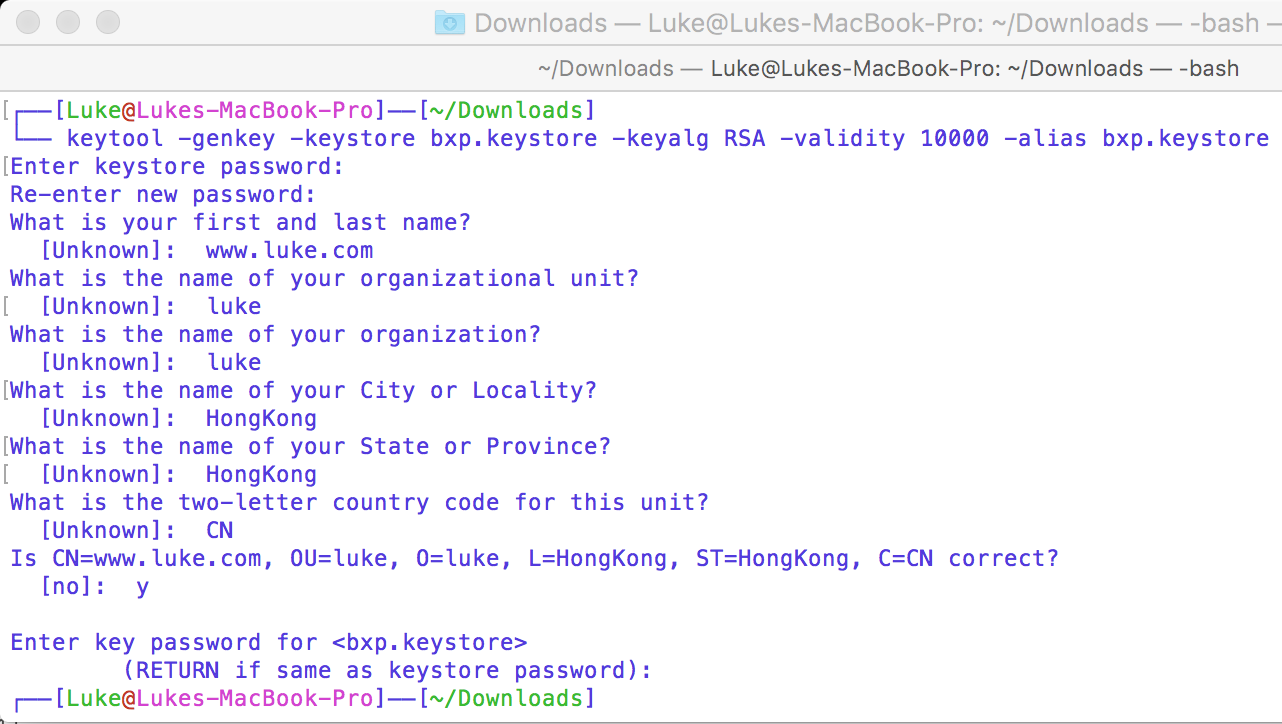 Downloads — Luke@Lukes-MacBook-Pro: ~/Downloads — -bash —
~/Downloads — Luke@Lukes-MacBook-Pro: ~/Downloads — -bash
┌──[Luke@Lukes-MacBook-Pro]——[~/Downloads]
└── keytool -genkey -keystore bxp.keystore -keyalg RSA -validity 10000 -alias bxp.keystore
Enter keystore password:
Re-enter new password:
What is your first and last name?
[Unknown]: www.luke.com
What is the name of your organizational unit?
[Unknown]: luke
What is the name of your organization?
[Unknown]: luke
What is the name of your City or Locality?
[Unknown]: HongKong
What is the name of your State or Province?
[Unknown]: HongKong
What is the two-letter country code for this unit?
[Unknown]: CN
Is CN=www.luke.com, OU=luke, O=luke, L=HongKong, ST=HongKong, C=CN correct?
[no]: y
Enter key password for <bxp.keystore>
(RETURN if same as keystore password):
┌──[Luke@Lukes-MacBook-Pro]——[~/Downloads]